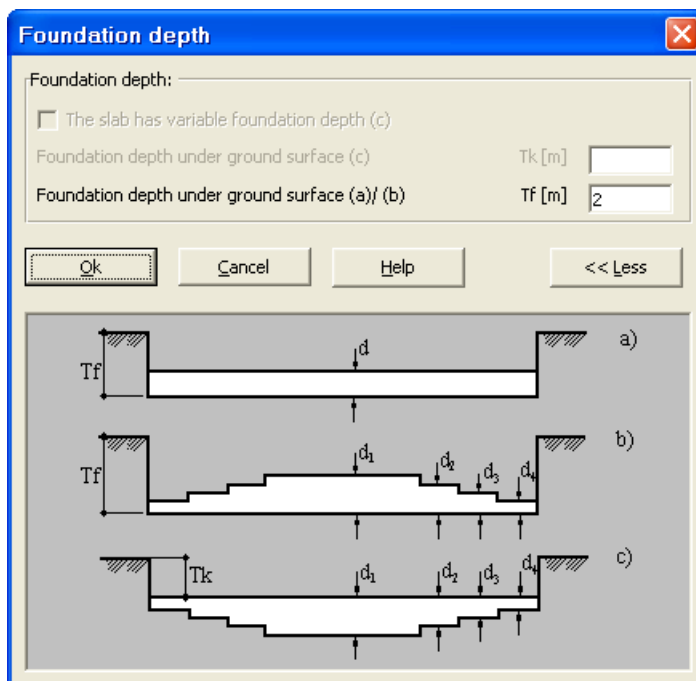 Foundation depth
Foundation depth:
The slab has variable foundation depth (c)
Foundation depth under ground surface (c) Tk [m]
Foundation depth under ground surface (a)/ (b) Tf [m] 2
Ok Cancel Help << Less
d a)
Tf
b)
d₁ d₂ d₃ d₄
Tf
c)
Tk d₁ d₂ d₃ d₄